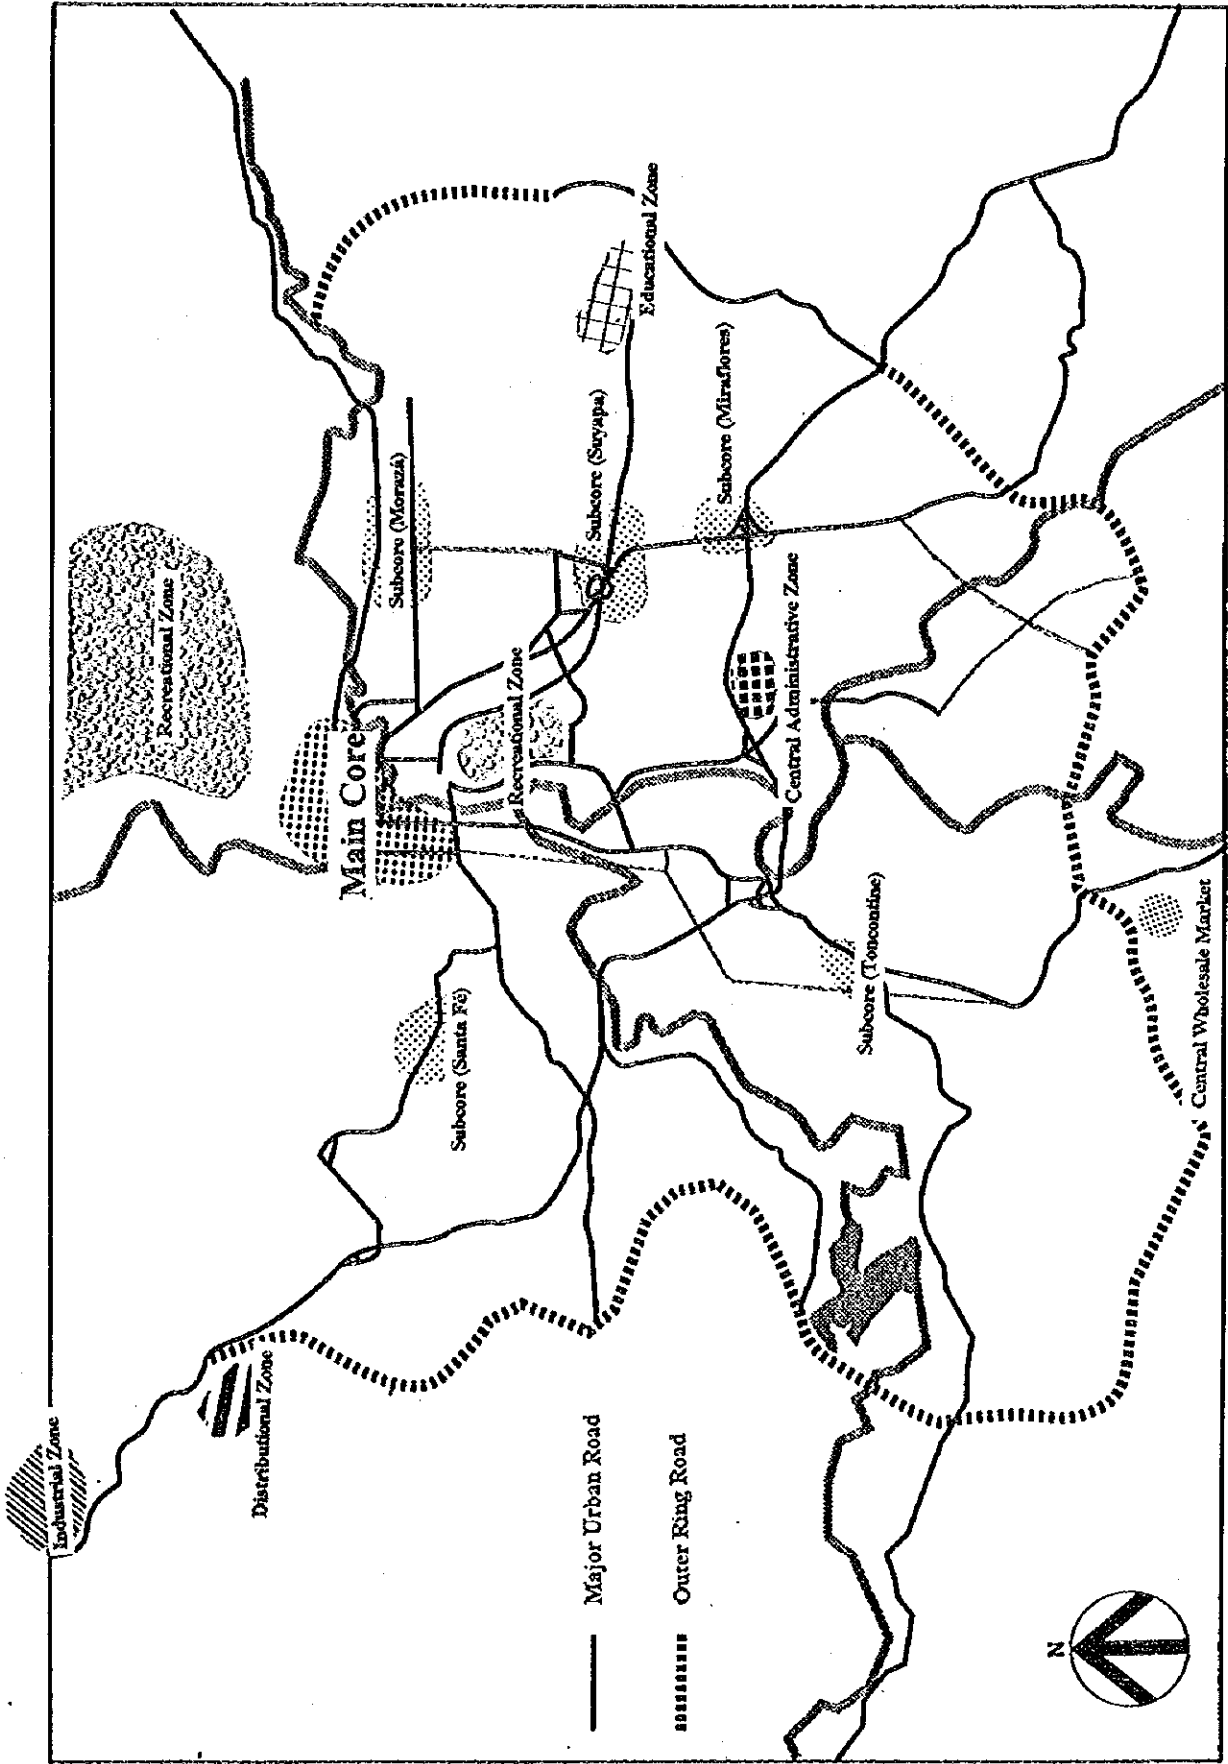 Industrial Zone
Distributional Zone
Recreational Zone
Main Core
Subcore (Santa Fé)
Subcore (Morazá)
Recreational Zone
Subcore (Suyapa)
Educational Zone
Subcore (Miraflores)
Central Administrative Zone
Subcore (Toncontine)
Central Wholesale Market
Major Urban Road
Outer Ring Road
N